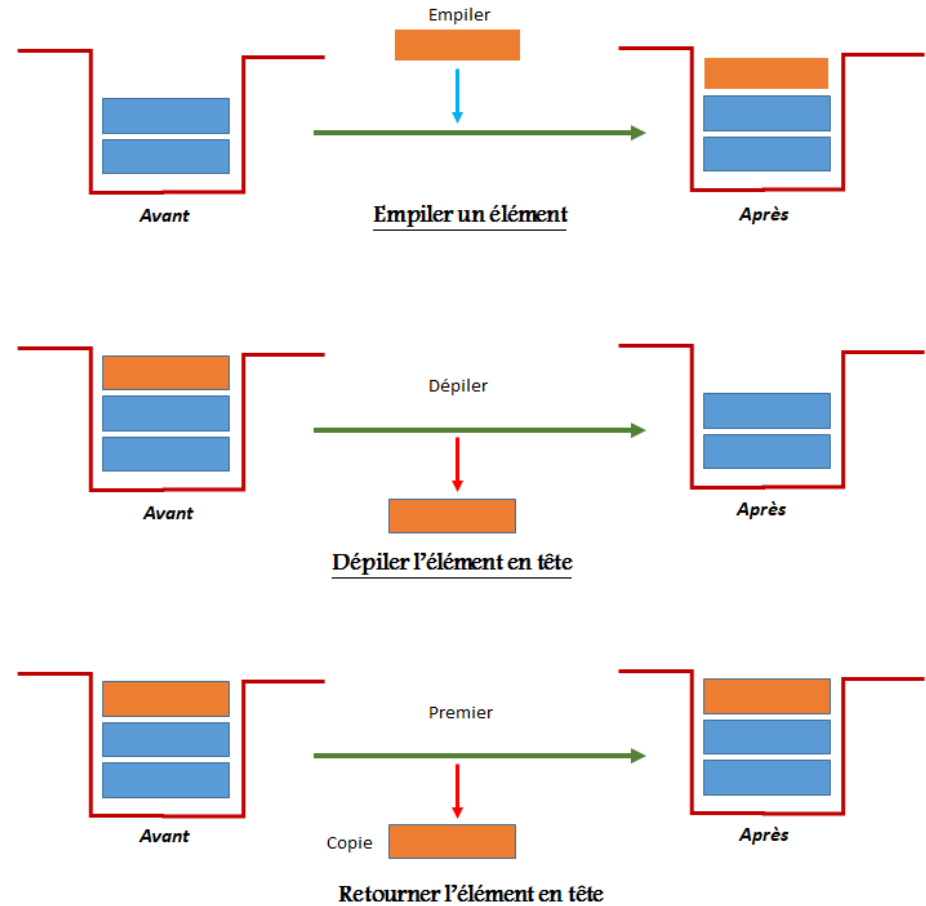 Empiler
Avant
Empiler un élément
Après
Dépiler
Avant
Après
Dépiler l'élément en tête
Premier
Avant
Copie
Après
Retourner l'élément en tête